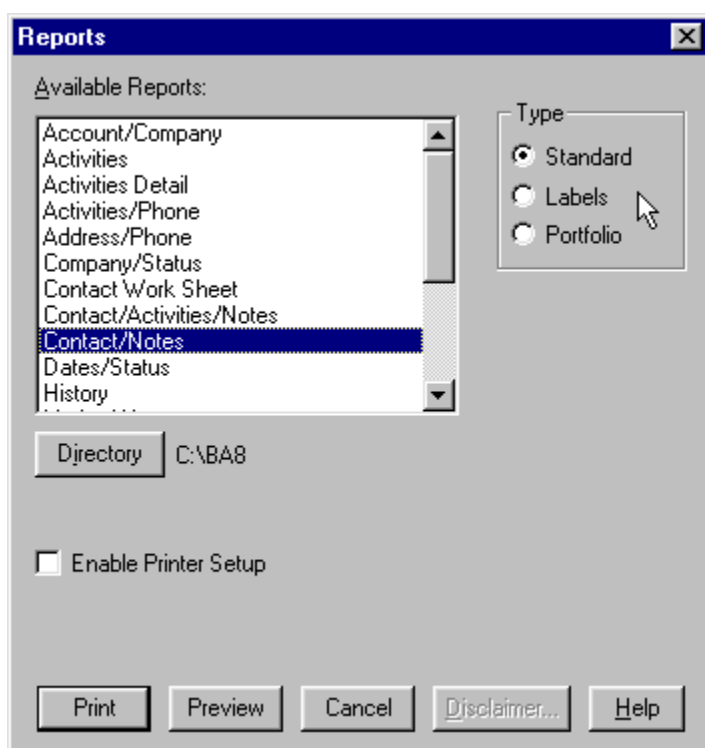 Reports
Available Reports:
Account/Company
Activities
Activities Detail
Activities/Phone
Address/Phone
Company/Status
Contact Work Sheet
Contact/Activities/Notes
Contact/Notes
Dates/Status
History
Type
Standard
Labels
Portfolio
Directory C:\BA8
Enable Printer Setup
Print Preview Cancel Disclaimer... Help